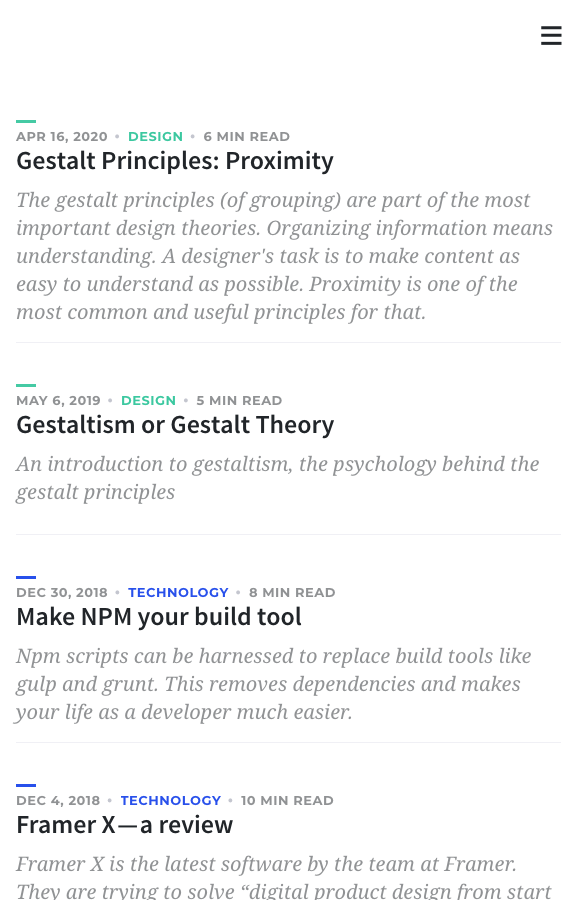 APR 16, 2020 • DESIGN • 6 MIN READ
Gestalt Principles: Proximity
The gestalt principles (of grouping) are part of the most
important design theories. Organizing information means
understanding. A designer's task is to make content as
easy to understand as possible. Proximity is one of the
most common and useful principles for that.
MAY 6, 2019 • DESIGN • 5 MIN READ
Gestaltism or Gestalt Theory
An introduction to gestaltism, the psychology behind the
gestalt principles
DEC 30, 2018 • TECHNOLOGY • 8 MIN READ
Make NPM your build tool
Npm scripts can be harnessed to replace build tools like
gulp and grunt. This removes dependencies and makes
your life as a developer much easier.
DEC 4, 2018 • TECHNOLOGY • 10 MIN READ
Framer X — a review
Framer X is the latest software by the team at Framer.
They are trying to solve “digital product design from start